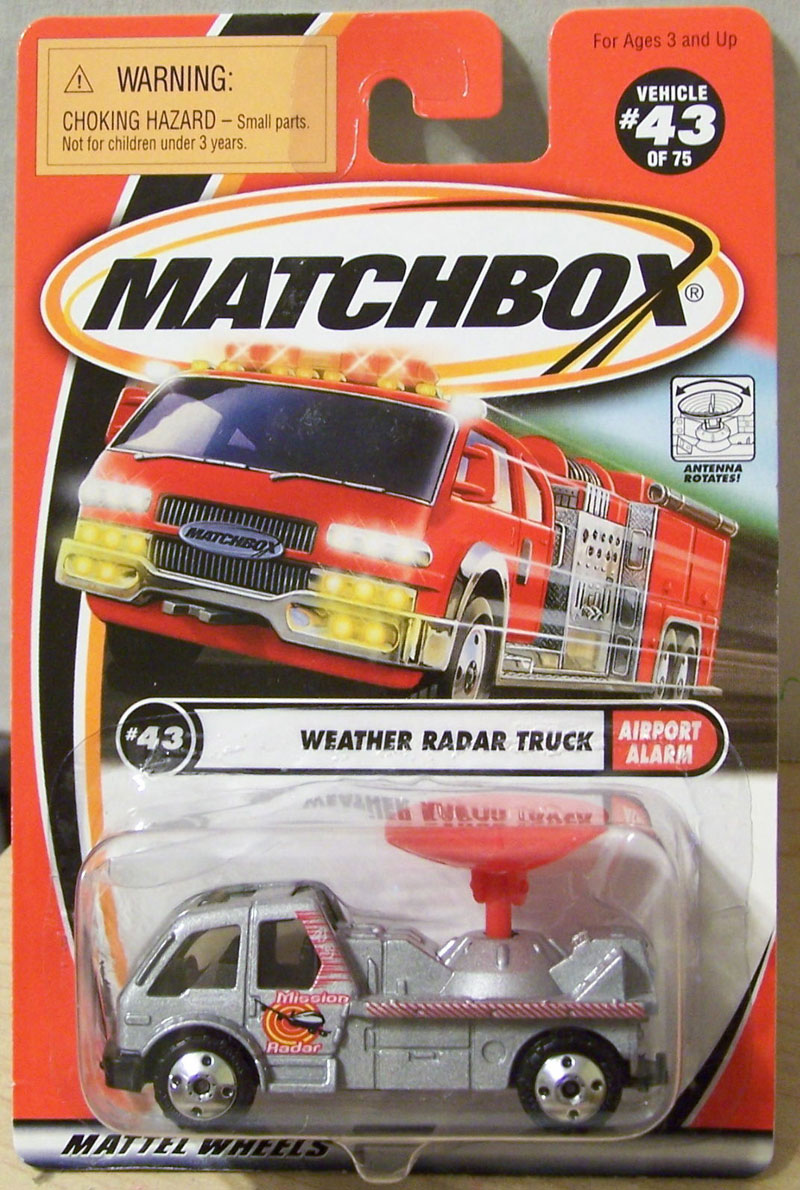 WARNING:
CHOKING HAZARD – Small parts.
Not for children under 3 years.
For Ages 3 and Up
VEHICLE
#43
OF 75
MATCHBOX®
ANTENNA
ROTATES!
MATCHBOX
#43
WEATHER RADAR TRUCK
AIRPORT
ALARM
Mission
Radar
MATTEL WHEELS